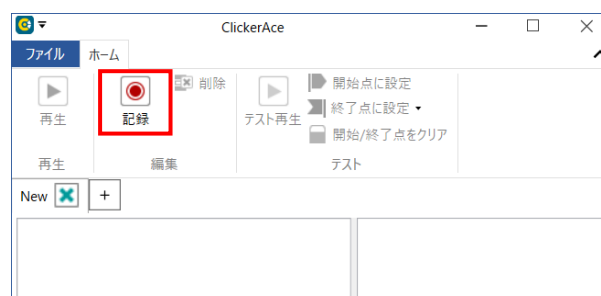 ClickerAce
ファイル ホーム
再生
記録
削除
テスト再生
開始点に設定
終了点に設定
開始/終了点をクリア
再生 編集 テスト
New +